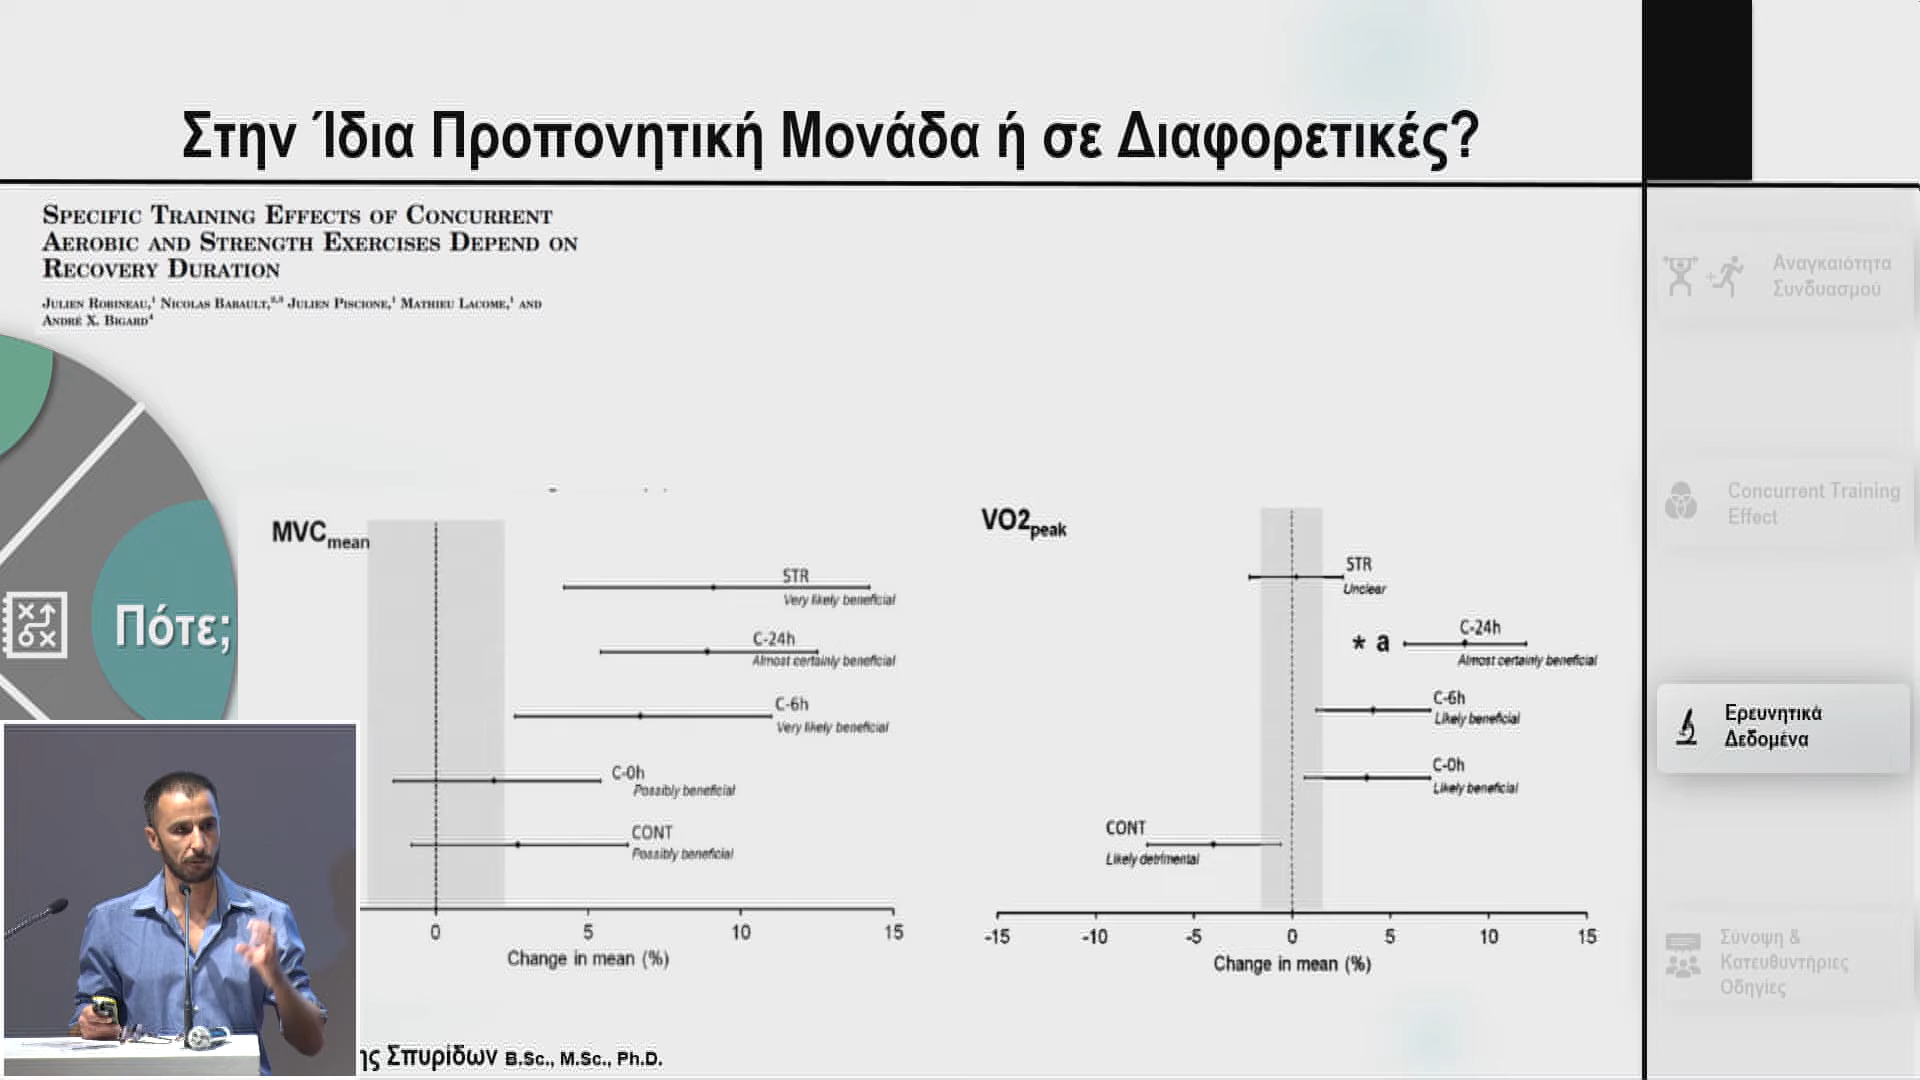 Στην Ίδια Προπονητική Μονάδα ή σε Διαφορετικές?
SPECIFIC TRAINING EFFECTS OF CONCURRENT
AEROBIC AND STRENGTH EXERCISES DEPEND ON
RECOVERY DURATION
JULIEN ROBINEAU,¹ NICOLAS BABAULT,²,³ JULIEN PISCIONE,¹ MATHIEU LACOME,¹ AND
ANDRÉ X. BIGARD⁴
Πότε;
MVCmean
STR
Very likely beneficial
C-24h
Almost certainly beneficial
C-6h
Very likely beneficial
C-0h
Possibly beneficial
CONT
Possibly beneficial
0 5 10 15
Change in mean (%)
VO2peak
STR
Unclear
* a
C-24h
Almost certainly beneficial
C-6h
Likely beneficial
C-0h
Likely beneficial
CONT
Likely detrimental
-15 -10 -5 0 5 10 15
Change in mean (%)
Αναγκαιότητα
Συνδυασμού
Concurrent Training
Effect
Ερευνητικά
Δεδομένα
Σύνοψη &
Κατευθυντήριες
Οδηγίες
ης Σπυρίδων B.Sc., M.Sc., Ph.D.